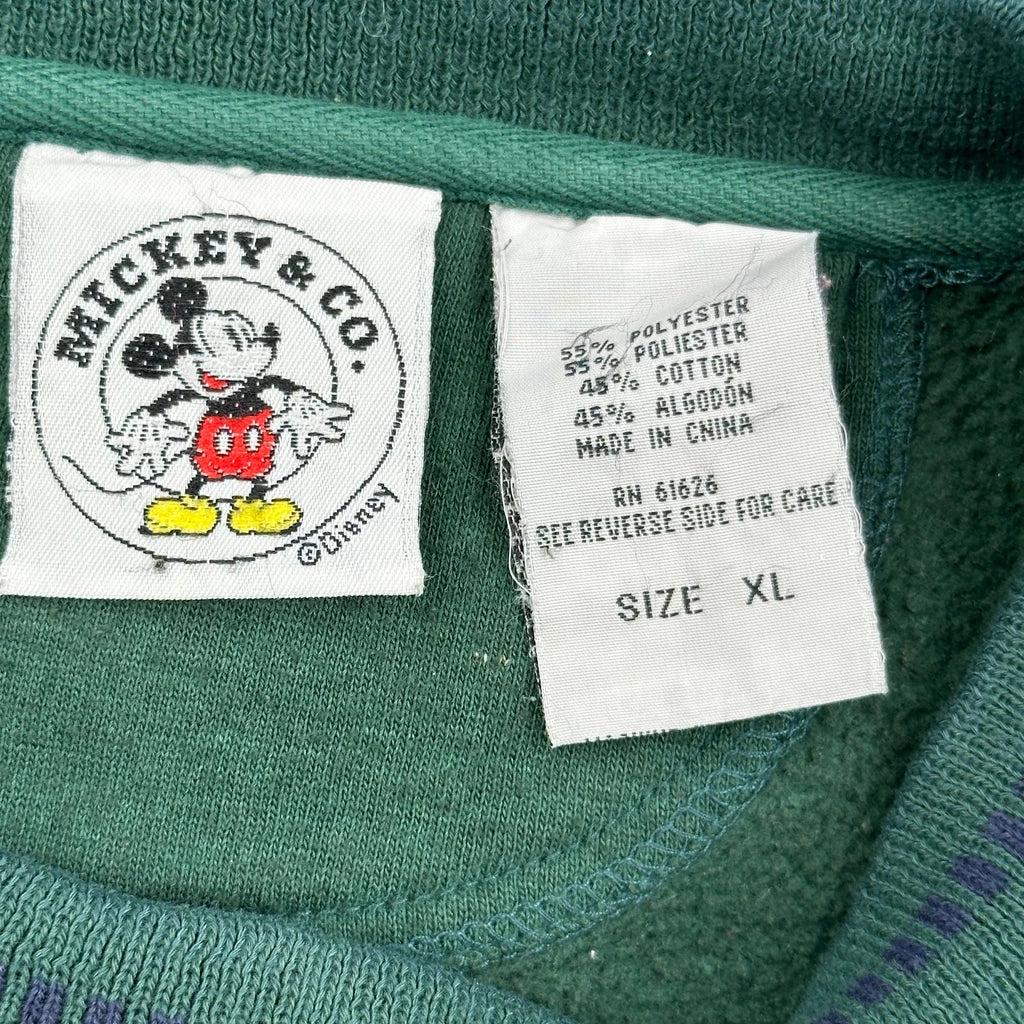 MICKEY & CO.
©Disney
55% POLYESTER
55% POLIESTER
45% COTTON
45% ALGODÓN
MADE IN CHINA
RN 61626
SEE REVERSE SIDE FOR CARE
SIZE XL